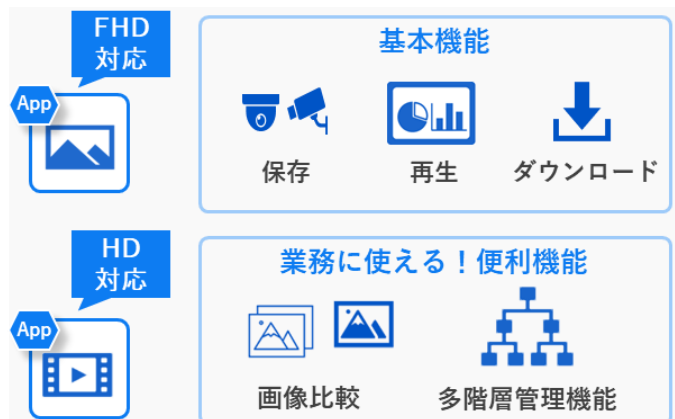 FHD
対応
App
基本機能
保存
再生
ダウンロード
HD
対応
App
業務に使える！便利機能
画像比較
多階層管理機能